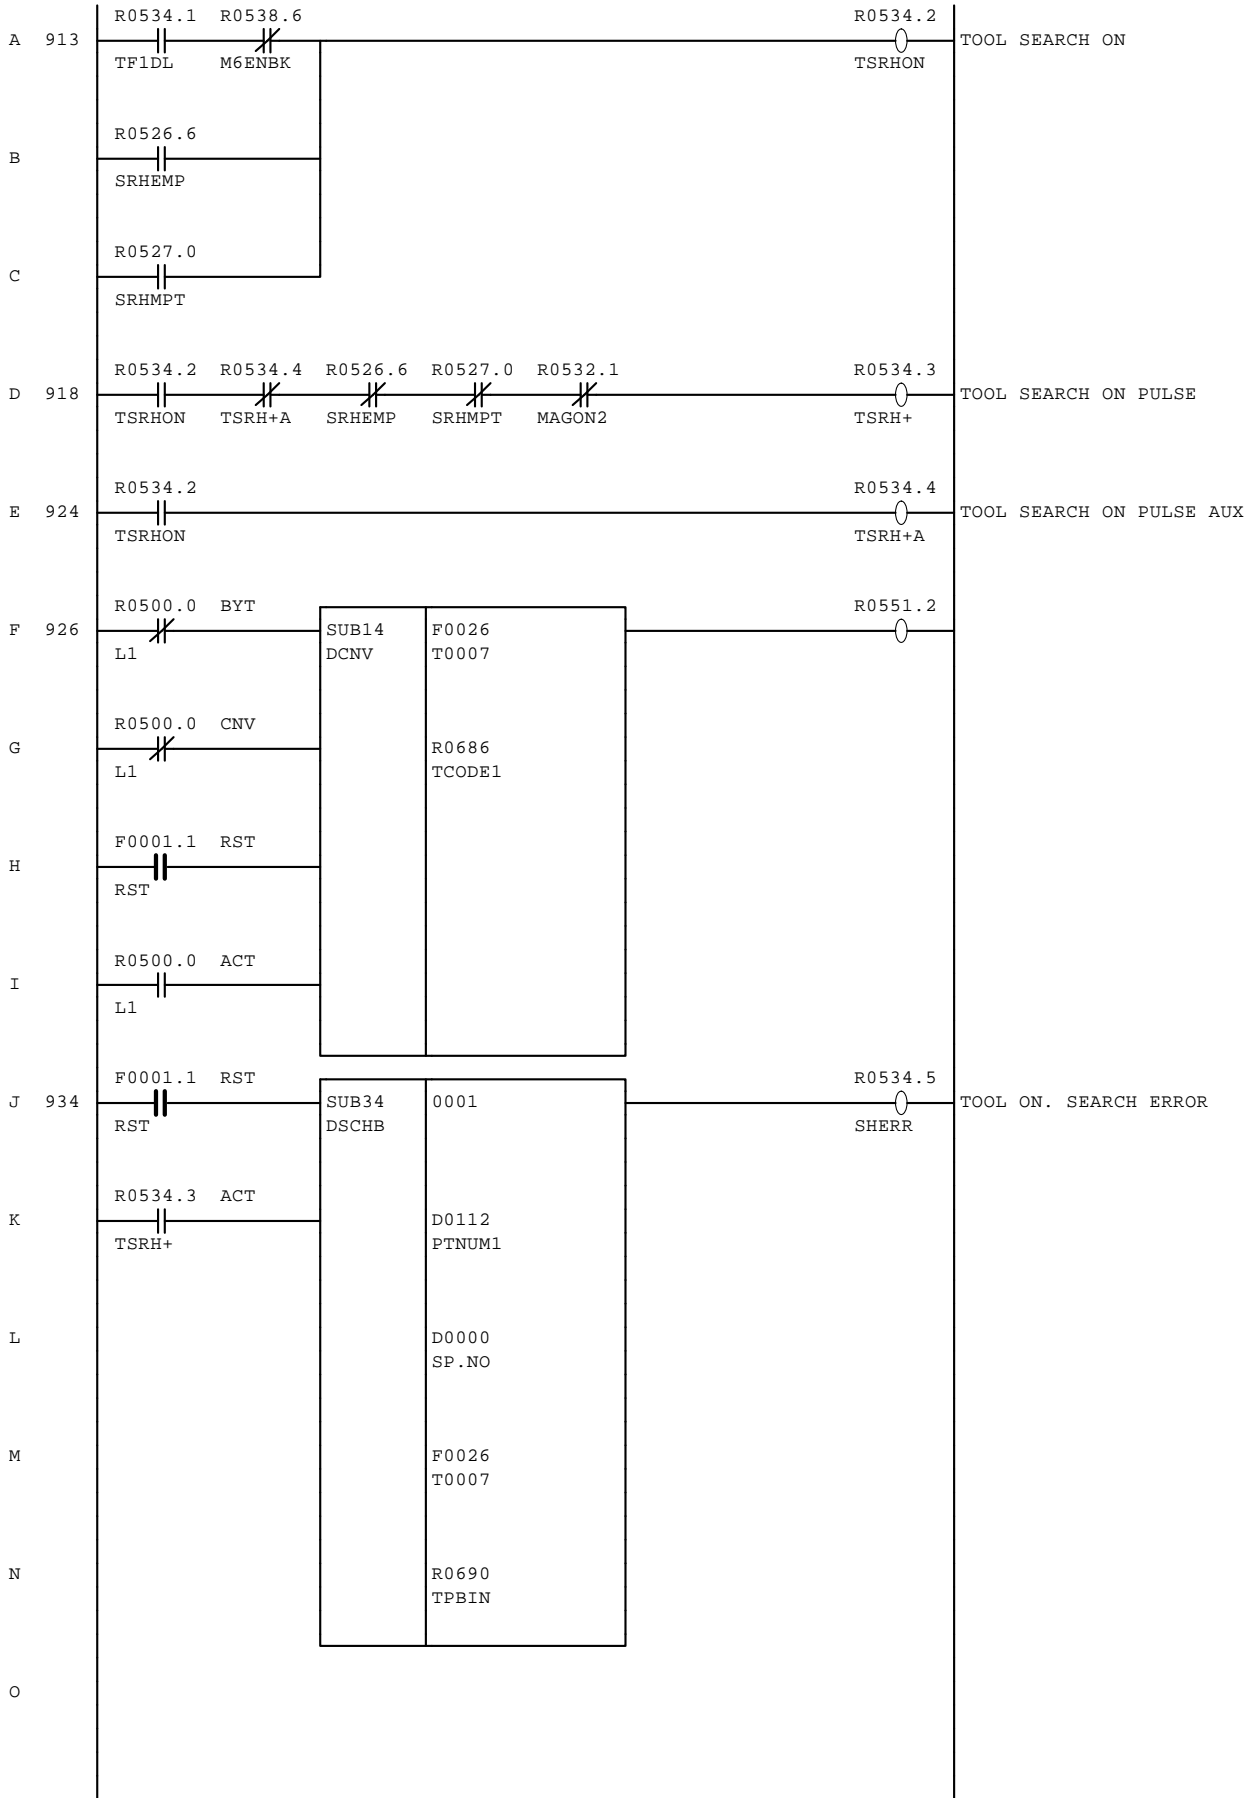 R0534.1 R0538.6 R0534.2
A 913 TOOL SEARCH ON
TF1DL M6ENBK TSRHON
R0526.6
B
SRHEMP
R0527.0
C
SRHMPT
R0534.2 R0534.4 R0526.6 R0527.0 R0532.1 R0534.3
D 918 TOOL SEARCH ON PULSE
TSRHON TSRH+A SRHEMP SRHMPT MAGON2 TSRH+
R0534.2 R0534.4
E 924 TOOL SEARCH ON PULSE AUX
TSRHON TSRH+A
R0500.0 BYT R0551.2
F 926 SUB14 F0026
L1 DCNV T0007
R0500.0 CNV
G R0686
L1 TCODE1
F0001.1 RST
H
RST
R0500.0 ACT
I
L1
F0001.1 RST R0534.5
J 934 SUB34 0001 TOOL ON. SEARCH ERROR
RST DSCHB SHERR
R0534.3 ACT
K D0112
TSRH+ PTNUM1
L D0000
SP.NO
M F0026
T0007
N R0690
TPBIN
O